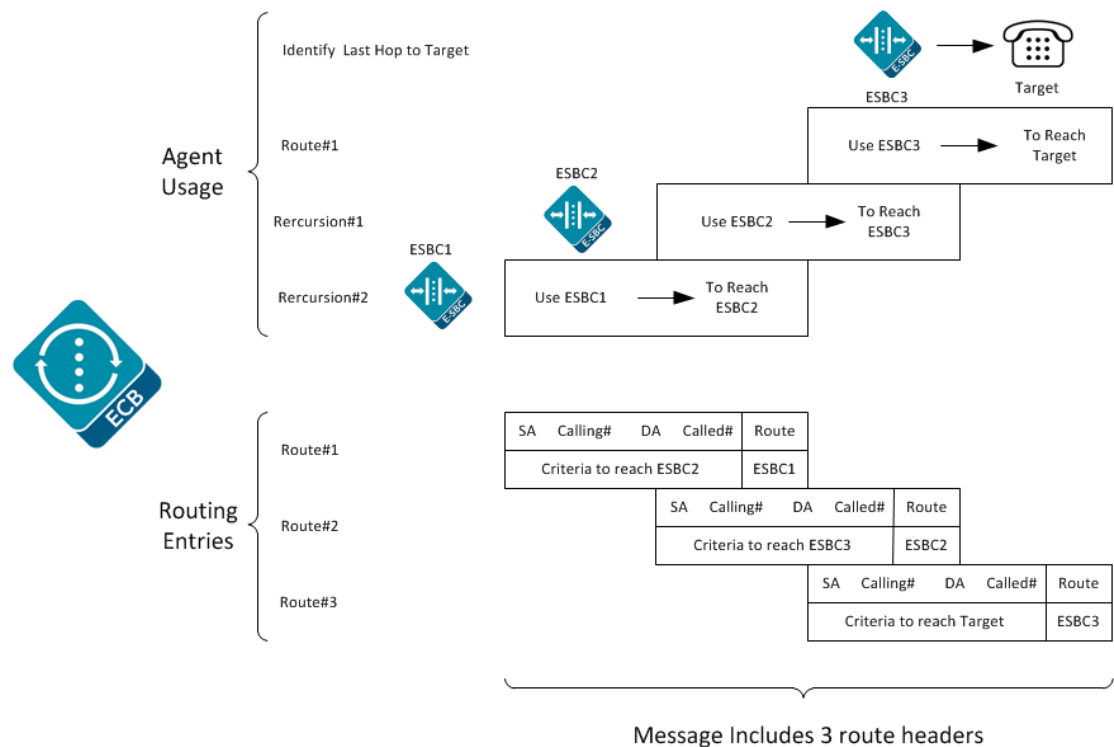 Identify Last Hop to Target
E-SBC
ESBC3
Target
Agent
Usage
Route#1
Use ESBC3
To Reach
Target
ESBC2
E-SBC
Rercursion#1
Use ESBC2
To Reach
ESBC3
ESBC1
E-SBC
Rercursion#2
Use ESBC1
To Reach
ESBC2
ECB
Routing
Entries
Route#1
SA Calling# DA Called# Route
Criteria to reach ESBC2 ESBC1
Route#2
SA Calling# DA Called# Route
Criteria to reach ESBC3 ESBC2
Route#3
SA Calling# DA Called# Route
Criteria to reach Target ESBC3
Message Includes 3 route headers